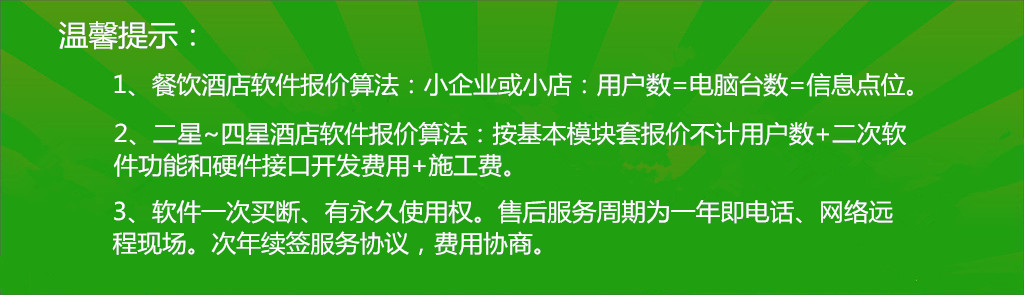 温馨提示：
1、餐饮酒店软件报价算法：小企业或小店：用户数=电脑台数=信息点位。
2、二星~四星酒店软件报价算法：按基本模块套报价不计用户数+二次软
件功能和硬件接口开发费用+施工费。
3、软件一次买断、有永久使用权。售后服务周期为一年即电话、网络远
程现场。次年续签服务协议，费用协商。